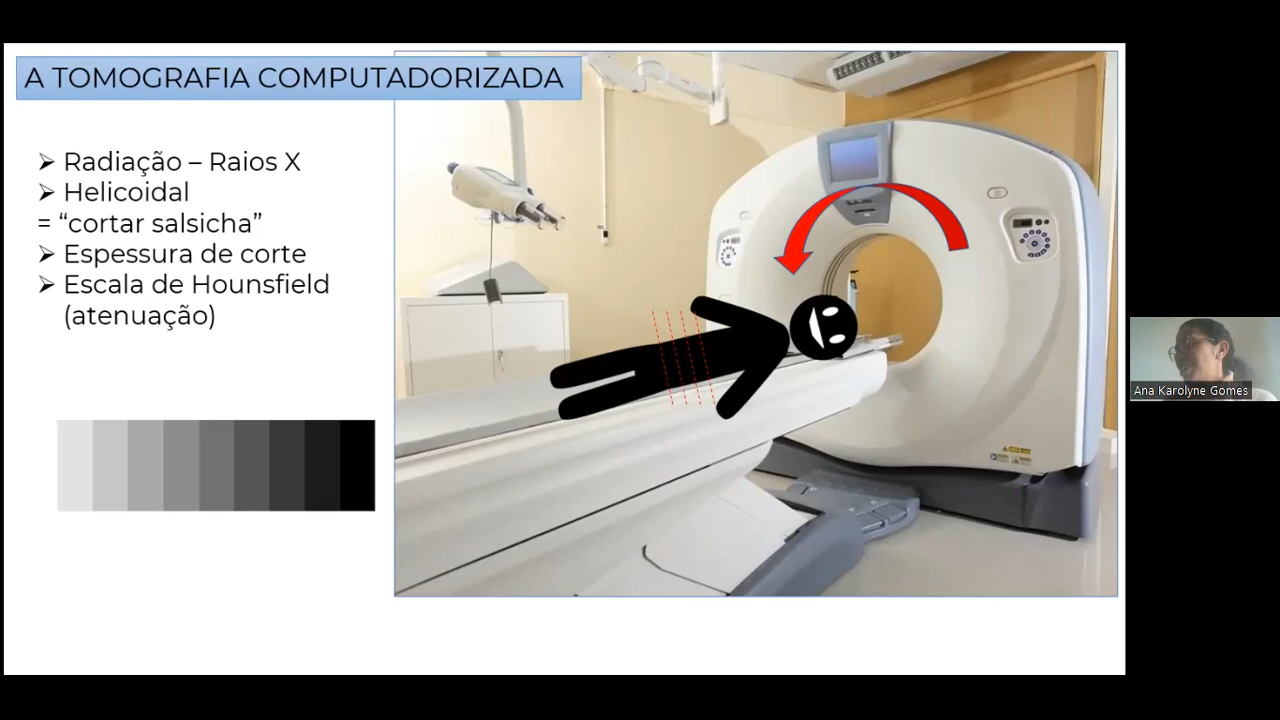 A TOMOGRAFIA COMPUTADORIZADA
➢ Radiação – Raios X
➢ Helicoidal
= “cortar salsicha”
➢ Espessura de corte
➢ Escala de Hounsfield
(atenuação)
Ana Karolyne Gomes